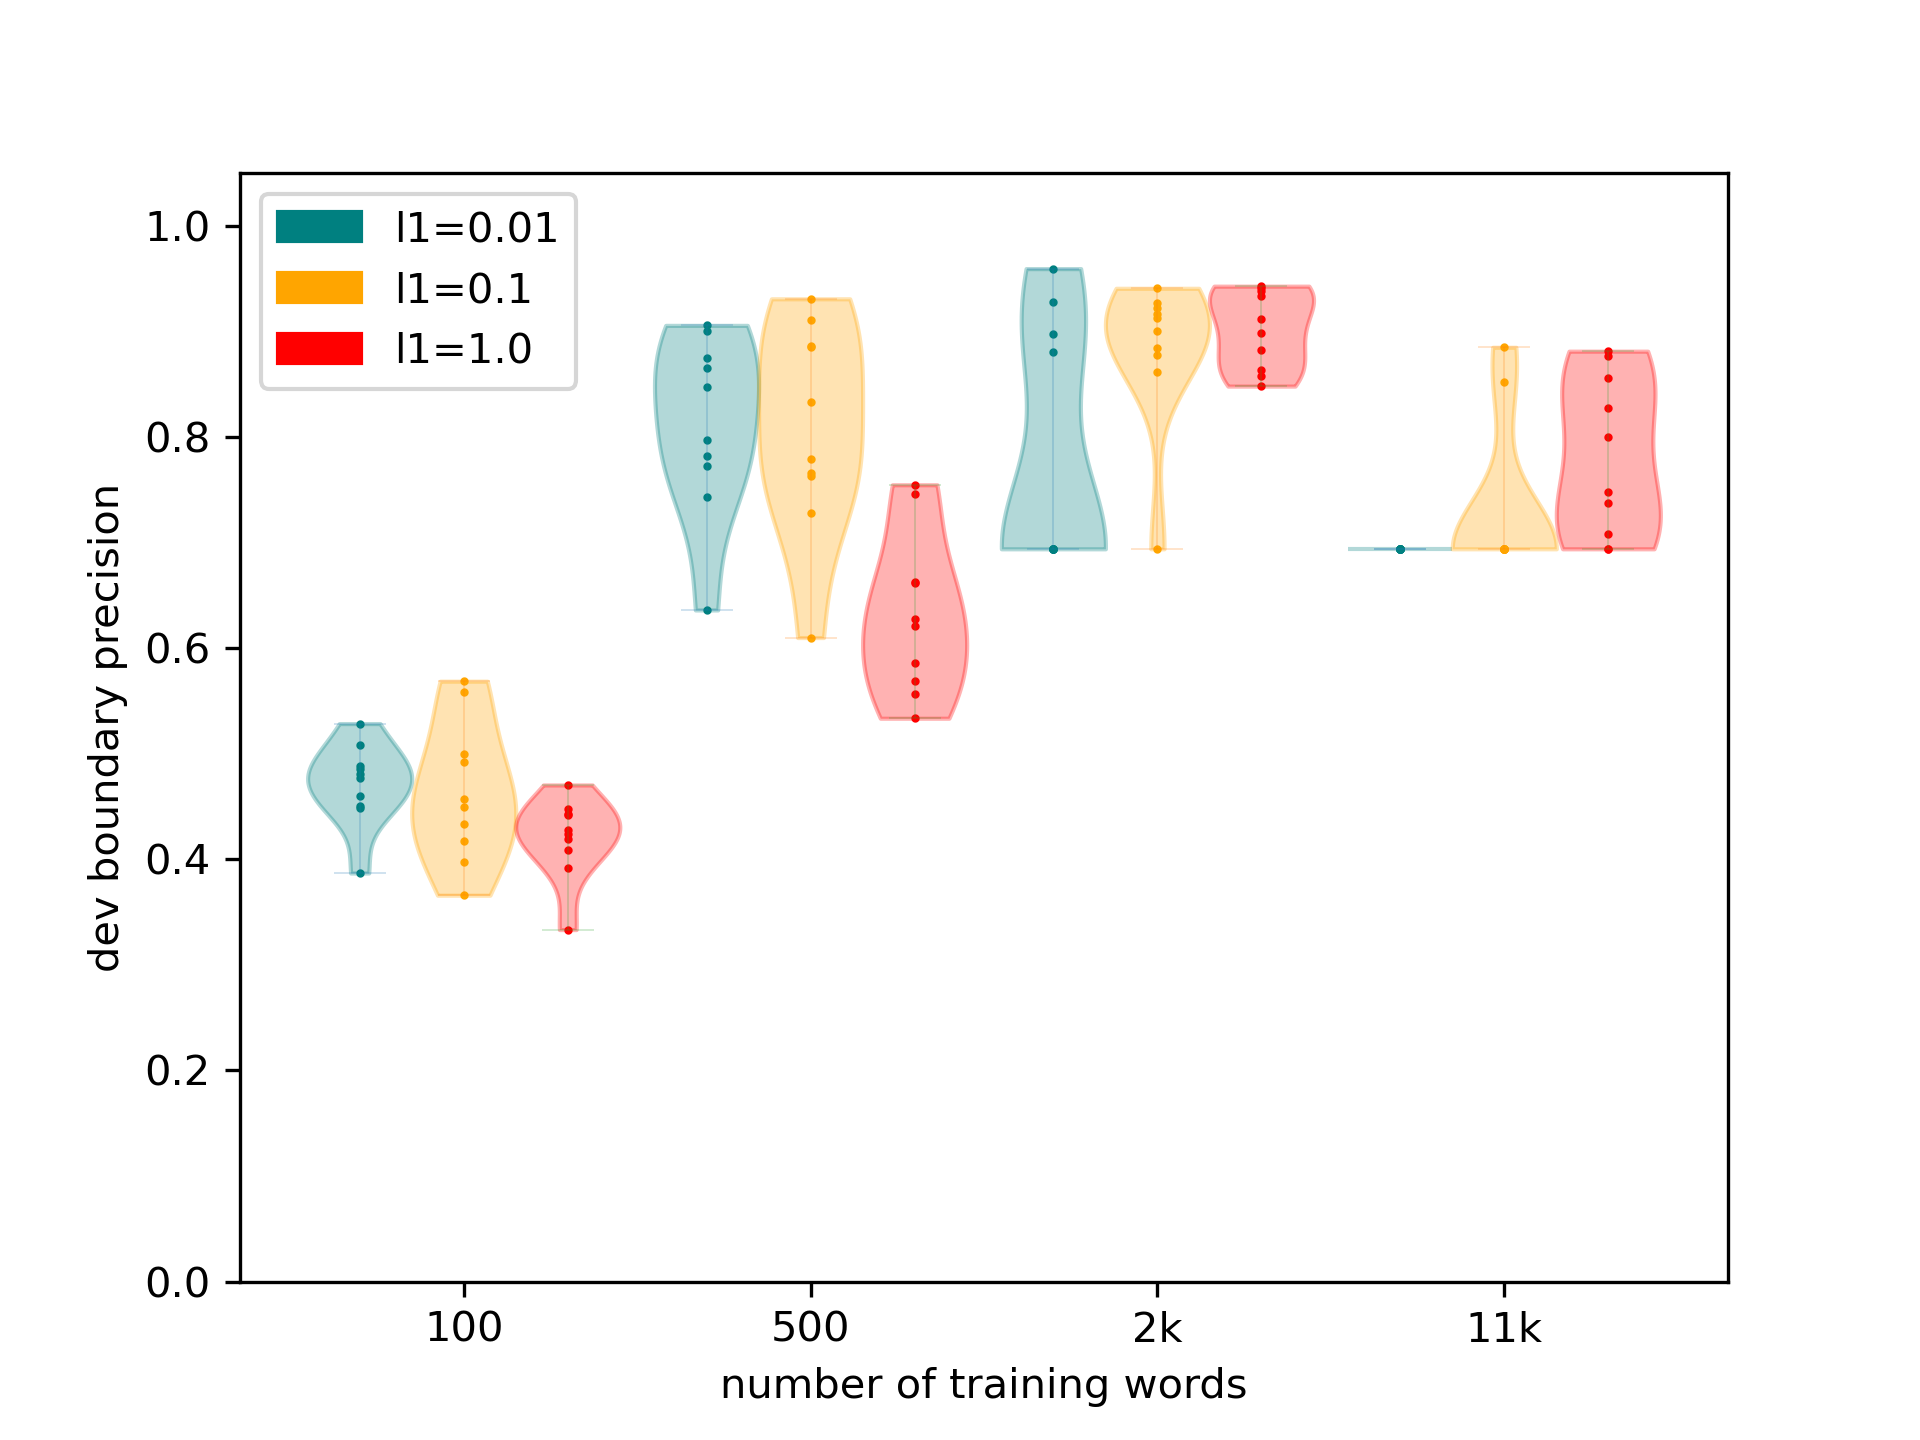 l1=0.01
l1=0.1
l1=1.0
1.0
0.8
0.6
0.4
0.2
0.0
dev boundary precision
100 500 2k 11k
number of training words